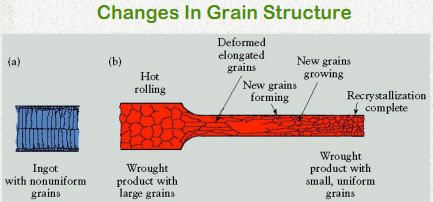 Changes In Grain Structure
(a)
(b)
Hot
rolling
Deformed
elongated
grains
New grains
forming
New grains
growing
Recrystallization
complete
Ingot
with nonuniform
grains
Wrought
product with
large grains
Wrought
product with
small, uniform
grains